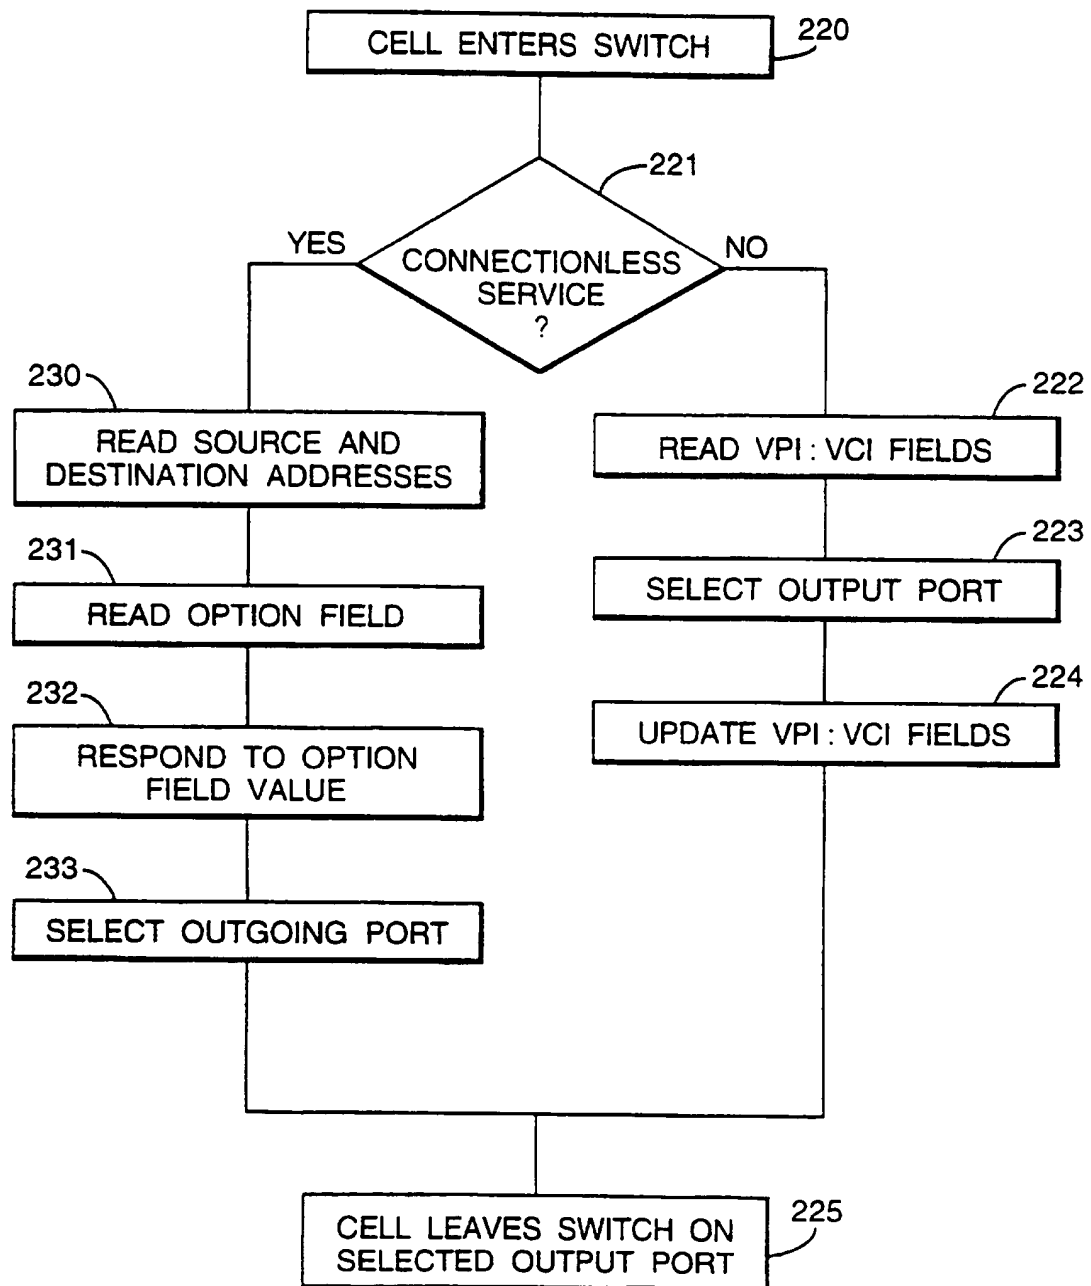 CELL ENTERS SWITCH
220
221
YES
NO
CONNECTIONLESS
SERVICE
?
230
READ SOURCE AND
DESTINATION ADDRESSES
231
READ OPTION FIELD
232
RESPOND TO OPTION
FIELD VALUE
233
SELECT OUTGOING PORT
222
READ VPI : VCI FIELDS
223
SELECT OUTPUT PORT
224
UPDATE VPI : VCI FIELDS
CELL LEAVES SWITCH ON
SELECTED OUTPUT PORT
225